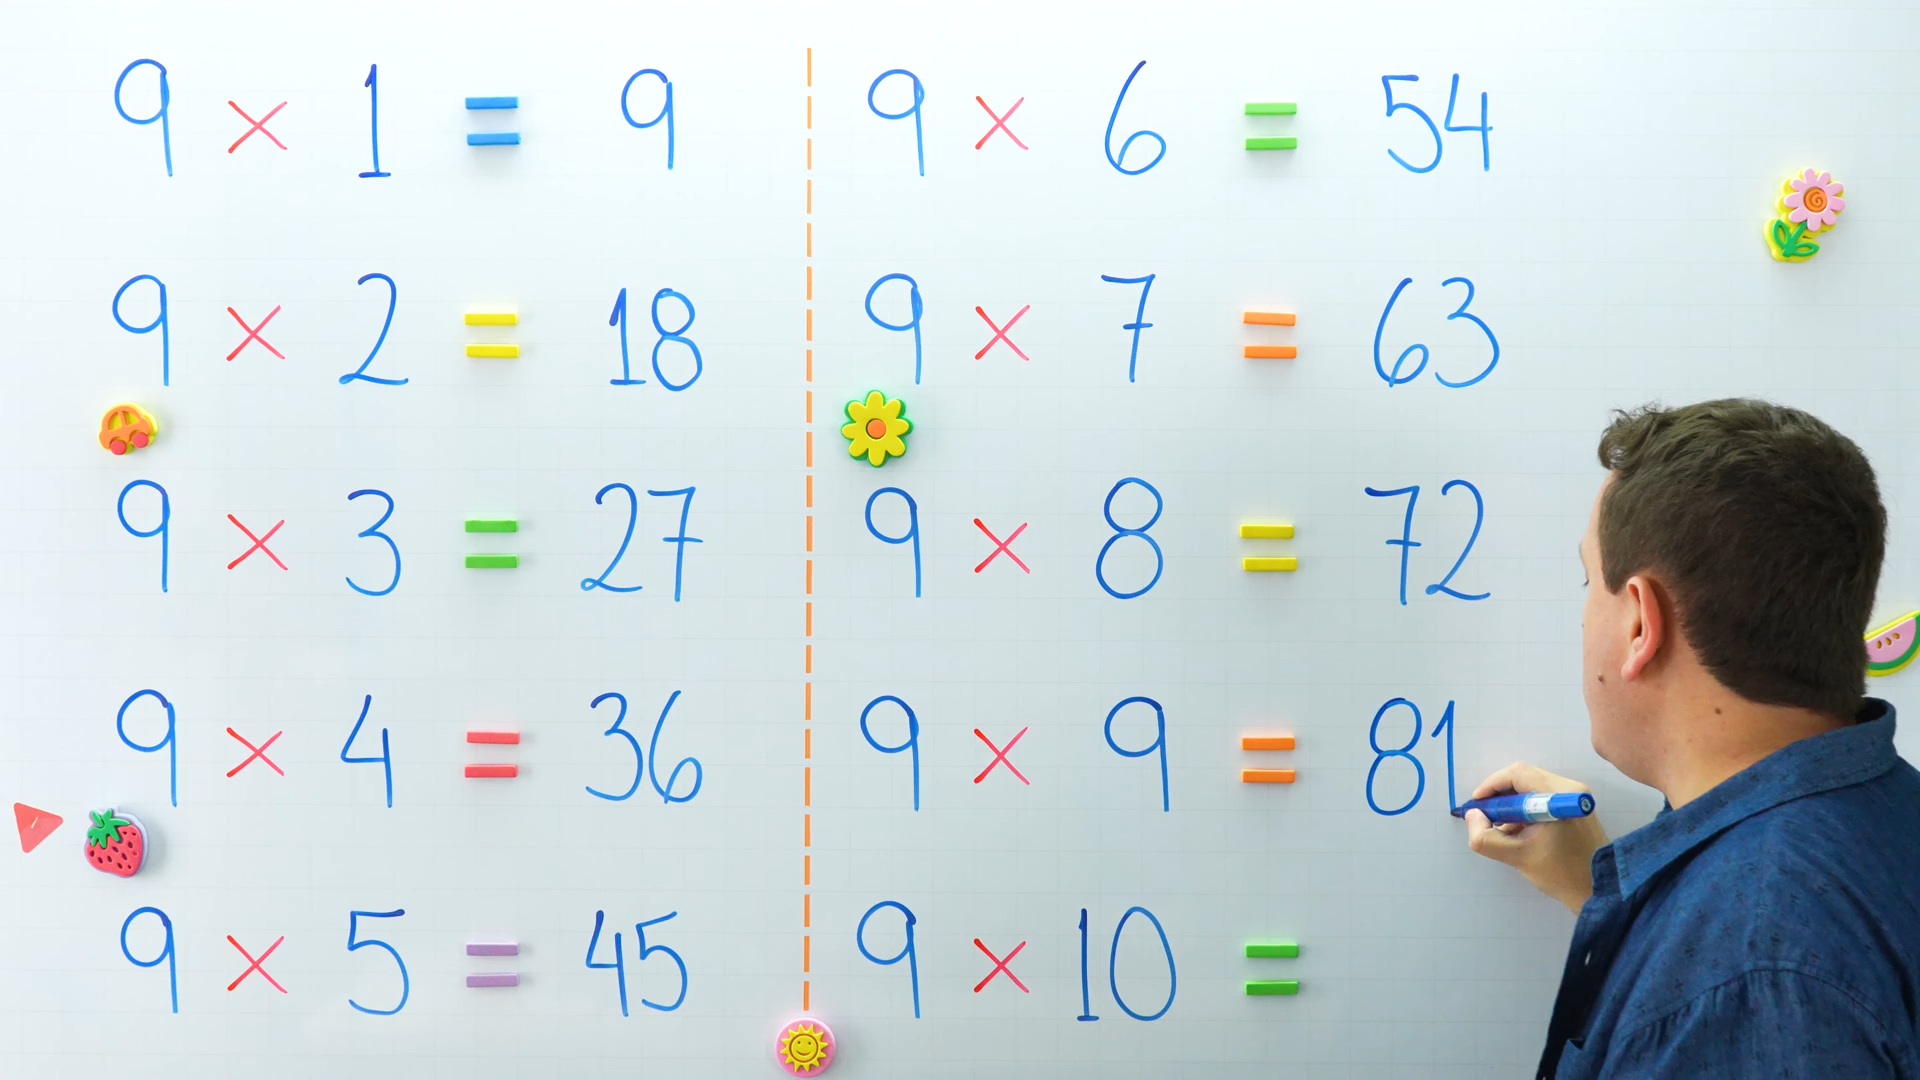 9 × 1 = 9
9 × 2 = 18
9 × 3 = 27
9 × 4 = 36
9 × 5 = 45
9 × 6 = 54
9 × 7 = 63
9 × 8 = 72
9 × 9 = 81
9 × 10 =